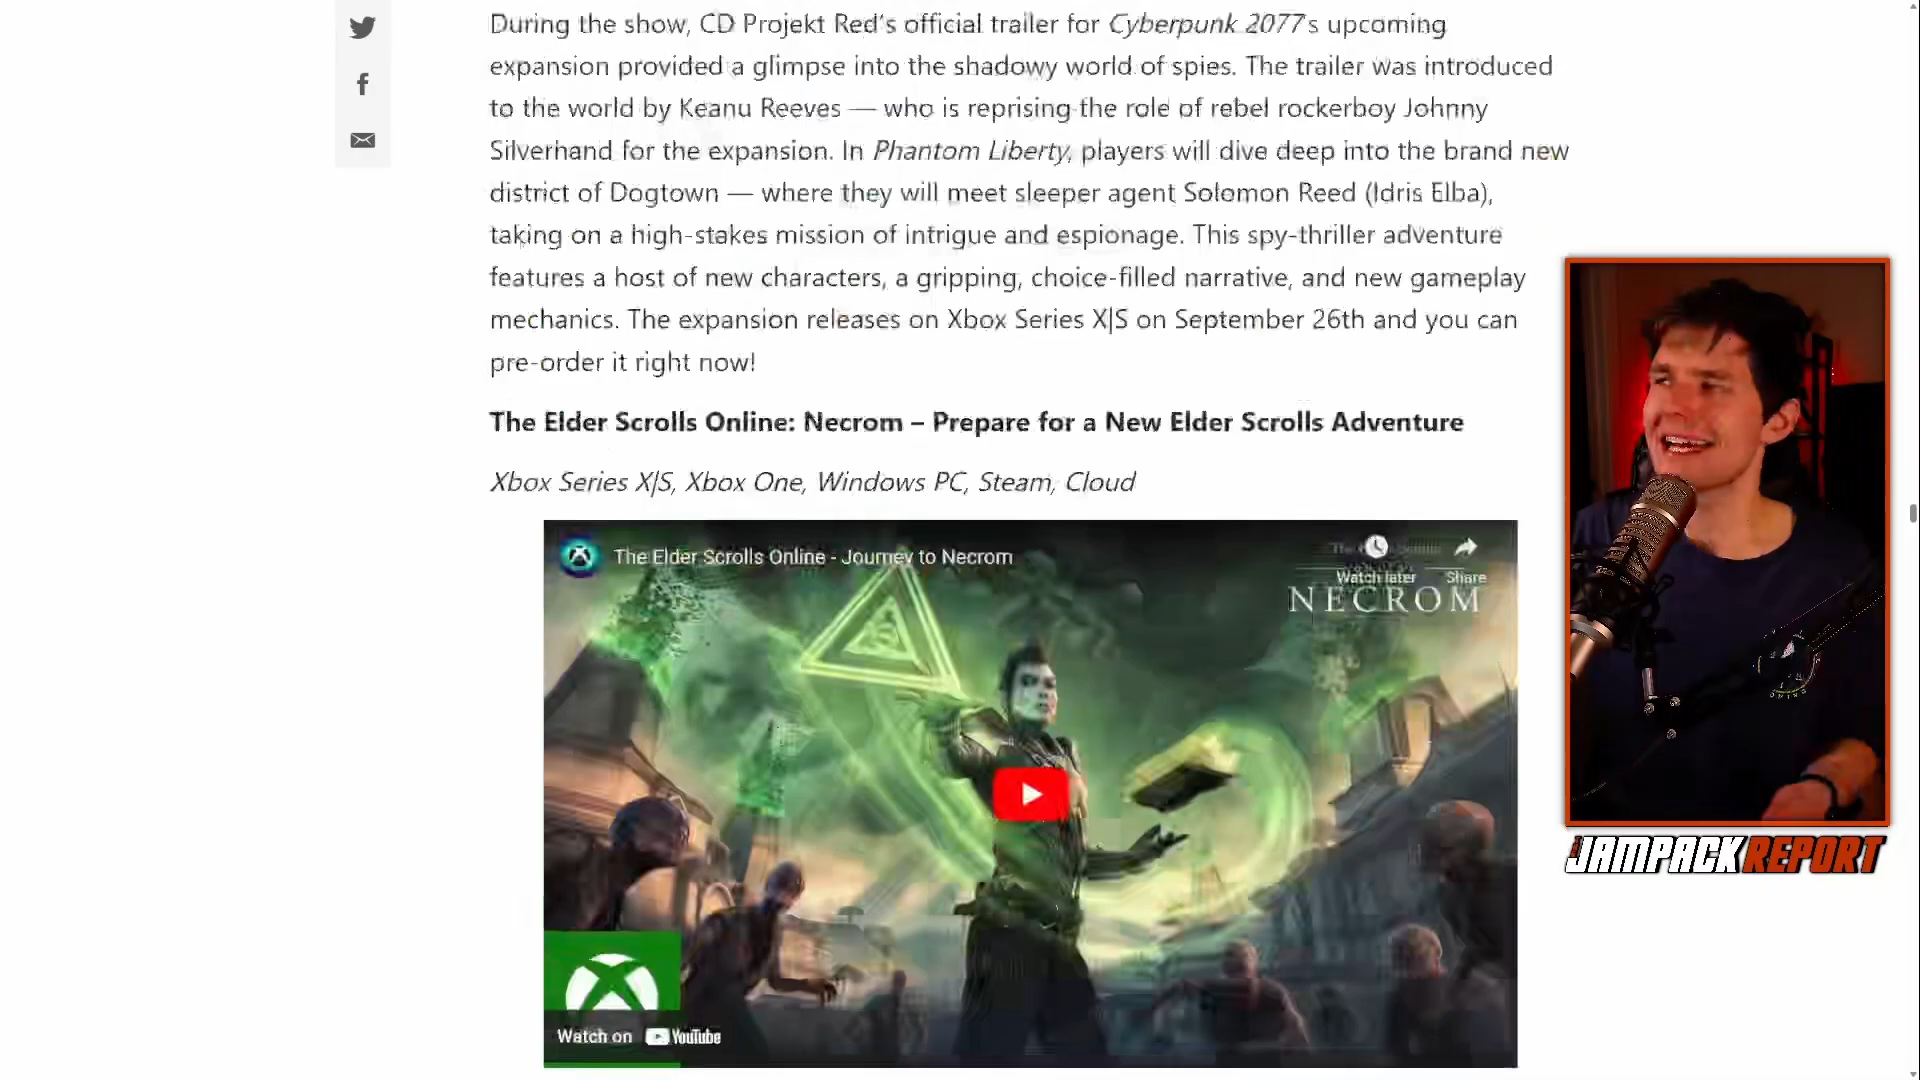 During the show, CD Projekt Red's official trailer for Cyberpunk 2077's upcoming
expansion provided a glimpse into the shadowy world of spies. The trailer was introduced
to the world by Keanu Reeves — who is reprising the role of rebel rockerboy Johnny
Silverhand for the expansion. In Phantom Liberty, players will dive deep into the brand new
district of Dogtown — where they will meet sleeper agent Solomon Reed (Idris Elba),
taking on a high-stakes mission of intrigue and espionage. This spy-thriller adventure
features a host of new characters, a gripping, choice-filled narrative, and new gameplay
mechanics. The expansion releases on Xbox Series X|S on September 26th and you can
pre-order it right now!
The Elder Scrolls Online: Necrom – Prepare for a New Elder Scrolls Adventure
Xbox Series X|S, Xbox One, Windows PC, Steam, Cloud
The Elder Scrolls Online - Journey to Necrom
Watch later
Share
NECROM
Watch on YouTube
JAMPACK REPORT